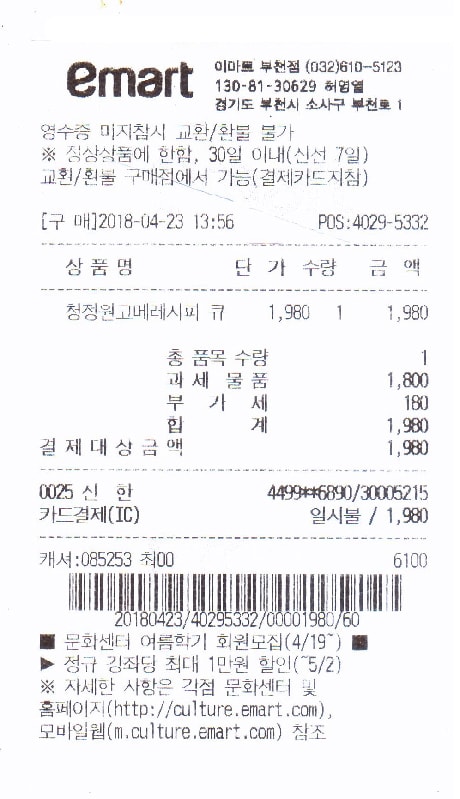 emart
이마트 부천점 (032)610-5123
130-81-30629 허영열
경기도 부천시 소사구 부천로 1
영수증 미지참시 교환/환불 불가
※ 정상상품에 한함, 30일 이내(신선 7일)
교환/환불 구매점에서 가능(결제카드지참)
[구 매]2018-04-23 13:56 POS:4029-5332
상 품 명 단 가 수량 금 액
청정원고메레시피 큐 1,980 1 1,980
총 품목 수량 1
과 세 물 품 1,800
부 가 세 180
합 계 1,980
결 제 대 상 금 액 1,980
0025 신 한 4499**6890/30005215
카드결제(IC) 일시불 / 1,980
캐셔:085253 최00 6100
20180423/40295332/00001980/60
■ 문화센터 여름학기 회원모집(4/19~) ■
▶ 정규 강좌당 최대 1만원 할인(~5/2)
※ 자세한 사항은 각점 문화센터 및
홈페이지(http://culture.emart.com),
모바일웹(m.culture.emart.com) 참조